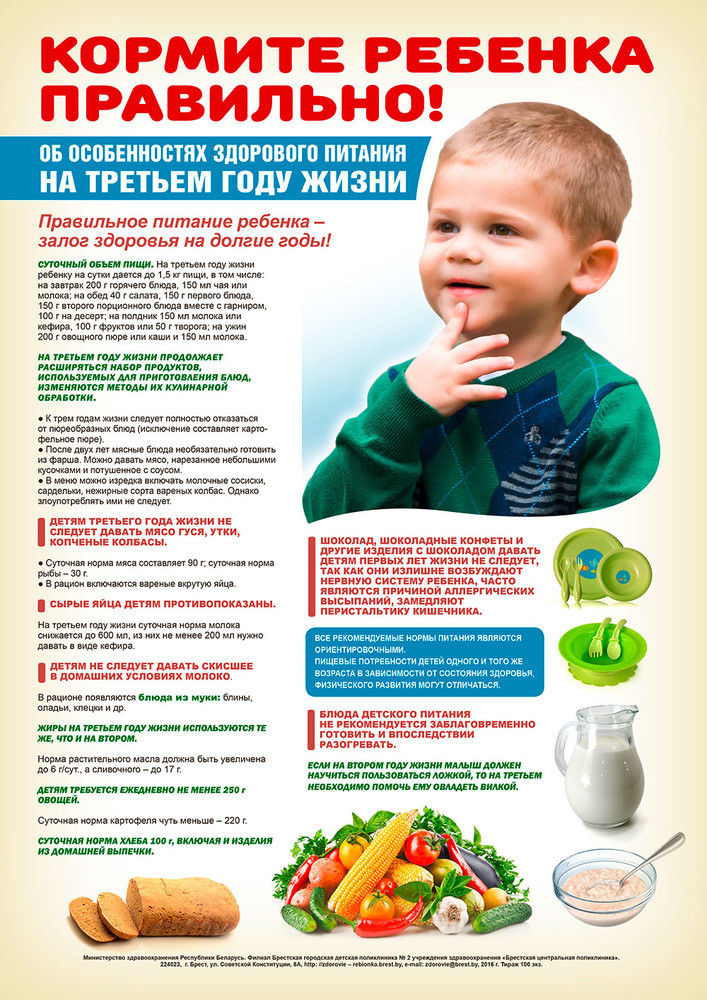 КОРМИТЕ РЕБЕНКА
ПРАВИЛЬНО!
ОБ ОСОБЕННОСТЯХ ЗДОРОВОГО ПИТАНИЯ
НА ТРЕТЬЕМ ГОДУ ЖИЗНИ
Правильное питание ребенка –
залог здоровья на долгие годы!
СУТОЧНЫЙ ОБЪЕМ ПИЩИ. На третьем году жизни
ребенку на сутки дается до 1,5 кг пищи, в том числе:
на завтрак 200 г горячего блюда, 150 мл чая или
молока; на обед 40 г салата, 150 г первого блюда,
150 г второго порционного блюда вместе с гарниром,
100 г на десерт; на полдник 150 мл молока или
кефира, 100 г фруктов или 50 г творога; на ужин
200 г овощного пюре или каши и 150 мл молока.
НА ТРЕТЬЕМ ГОДУ ЖИЗНИ ПРОДОЛЖАЕТ
РАСШИРЯТЬСЯ НАБОР ПРОДУКТОВ,
ИСПОЛЬЗУЕМЫХ ДЛЯ ПРИГОТОВЛЕНИЯ БЛЮД,
ИЗМЕНЯЮТСЯ МЕТОДЫ ИХ КУЛИНАРНОЙ
ОБРАБОТКИ.
● К трем годам жизни следует полностью отказаться
от пюреобразных блюд (исключение составляет карто-
фельное пюре).
● После двух лет мясные блюда необязательно готовить
из фарша. Можно давать мясо, нарезанное небольшими
кусочками и потушенное с соусом.
● В меню можно изредка включать молочные сосиски,
сардельки, нежирные сорта вареных колбас. Однако
злоупотреблять ими не следует.
ДЕТЯМ ТРЕТЬЕГО ГОДА ЖИЗНИ НЕ
СЛЕДУЕТ ДАВАТЬ МЯСО ГУСЯ, УТКИ,
КОПЧЕНЫЕ КОЛБАСЫ.
● Суточная норма мяса составляет 90 г; суточная норма
рыбы – 30 г.
● В рацион включаются вареные вкрутую яйца.
СЫРЫЕ ЯЙЦА ДЕТЯМ ПРОТИВОПОКАЗАНЫ.
На третьем году жизни суточная норма молока
снижается до 600 мл, из них не менее 200 мл нужно
давать в виде кефира.
ДЕТЯМ НЕ СЛЕДУЕТ ДАВАТЬ СКИСШЕЕ
В ДОМАШНИХ УСЛОВИЯХ МОЛОКО.
В рационе появляются блюда из муки: блины,
оладьи, клецки и др.
ЖИРЫ НА ТРЕТЬЕМ ГОДУ ЖИЗНИ ИСПОЛЬЗУЮТСЯ ТЕ
ЖЕ, ЧТО И НА ВТОРОМ.
Норма растительного масла должна быть увеличена
до 6 г/сут., а сливочного – до 17 г.
ДЕТЯМ ТРЕБУЕТСЯ ЕЖЕДНЕВНО НЕ МЕНЕЕ 250 г
ОВОЩЕЙ.
Суточная норма картофеля чуть меньше – 220 г.
СУТОЧНАЯ НОРМА ХЛЕБА 100 г, ВКЛЮЧАЯ И ИЗДЕЛИЯ
ИЗ ДОМАШНЕЙ ВЫПЕЧКИ.
ШОКОЛАД, ШОКОЛАДНЫЕ КОНФЕТЫ И
ДРУГИЕ ИЗДЕЛИЯ С ШОКОЛАДОМ ДАВАТЬ
ДЕТЯМ ПЕРВЫХ ЛЕТ ЖИЗНИ НЕ СЛЕДУЕТ,
ТАК КАК ОНИ ИЗЛИШНЕ ВОЗБУЖДАЮТ
НЕРВНУЮ СИСТЕМУ РЕБЕНКА, ЧАСТО
ЯВЛЯЮТСЯ ПРИЧИНОЙ АЛЛЕРГИЧЕСКИХ
ВЫСЫПАНИЙ, ЗАМЕДЛЯЮТ
ПЕРИСТАЛЬТИКУ КИШЕЧНИКА.
ВСЕ РЕКОМЕНДУЕМЫЕ НОРМЫ ПИТАНИЯ ЯВЛЯЮТСЯ
ОРИЕНТИРОВОЧНЫМИ.
ПИЩЕВЫЕ ПОТРЕБНОСТИ ДЕТЕЙ ОДНОГО И ТОГО ЖЕ
ВОЗРАСТА В ЗАВИСИМОСТИ ОТ СОСТОЯНИЯ ЗДОРОВЬЯ,
ФИЗИЧЕСКОГО РАЗВИТИЯ МОГУТ ОТЛИЧАТЬСЯ.
БЛЮДА ДЕТСКОГО ПИТАНИЯ
НЕ РЕКОМЕНДУЕТСЯ ЗАБЛАГОВРЕМЕННО
ГОТОВИТЬ И ВПОСЛЕДСТВИИ
РАЗОГРЕВАТЬ.
ЕСЛИ НА ВТОРОМ ГОДУ ЖИЗНИ МАЛЫШ ДОЛЖЕН
НАУЧИТЬСЯ ПОЛЬЗОВАТЬСЯ ЛОЖКОЙ, ТО НА ТРЕТЬЕМ
НЕОБХОДИМО ПОМОЧЬ ЕМУ ОВЛАДЕТЬ ВИЛКОЙ.
Министерство здравоохранения Республики Беларусь. Филиал Брестская городская детская поликлиника № 2 учреждения здравоохранения «Брестская центральная поликлиника».
224023, г. Брест, ул. Советской Конституции, 8А, http: //zdorovie – rebionka.brest.by, e-mail: zdorovie@brest.by, 2016 г. Тираж 100 экз.